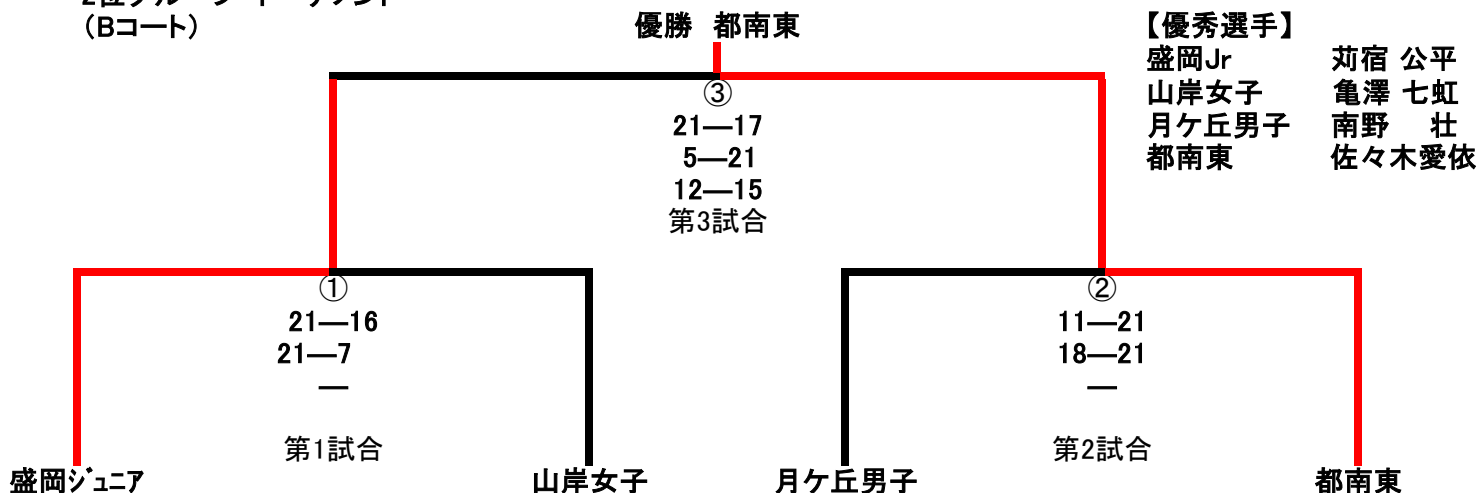 (Bコート)
優勝 都南東
【優秀選手】
盛岡Jr 苅宿 公平
山岸女子 亀澤 七虹
月ケ丘男子 南野 壮
都南東 佐々木愛依
③
21—17
5—21
12—15
第3試合
①
21—16
21—7
—
第1試合
②
11—21
18—21
—
第2試合
盛岡ジュニア
山岸女子
月ケ丘男子
都南東